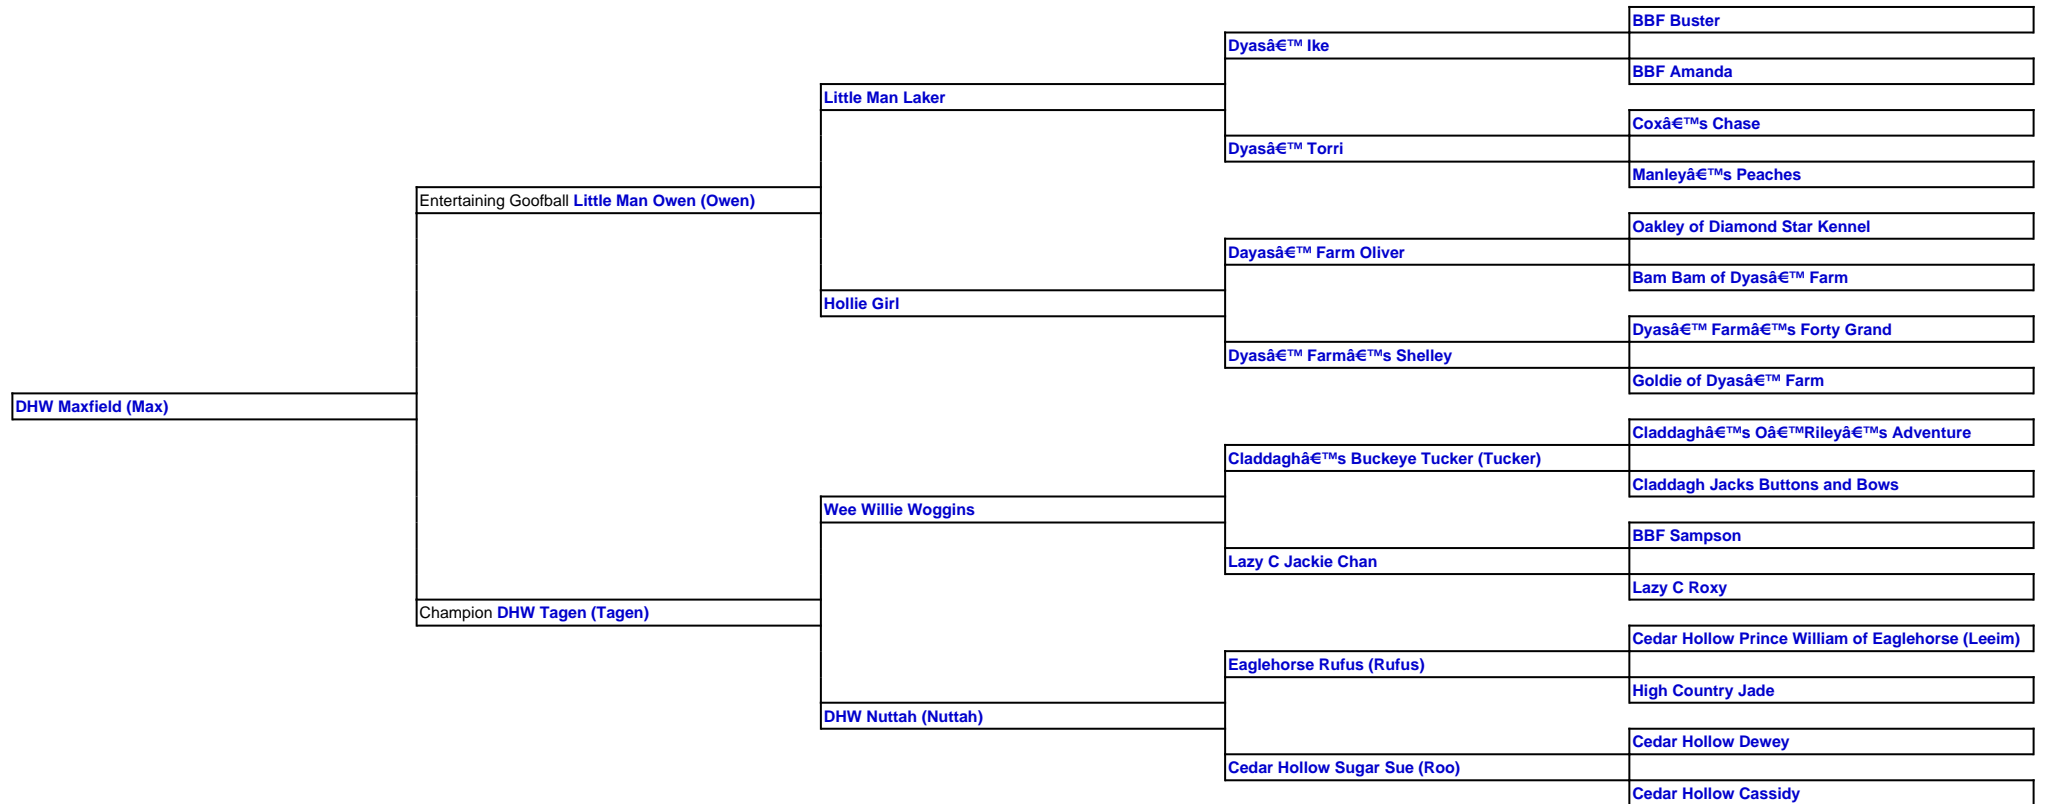 BBF Buster
Dyasâ€™ Ike
BBF Amanda
Little Man Laker
Coxâ€™s Chase
Dyasâ€™ Torri
Manleyâ€™s Peaches
Entertaining Goofball Little Man Owen (Owen)
Oakley of Diamond Star Kennel
Dayasâ€™ Farm Oliver
Bam Bam of Dyasâ€™ Farm
Hollie Girl
Dyasâ€™ Farmâ€™s Forty Grand
Dyasâ€™ Farmâ€™s Shelley
Goldie of Dyasâ€™ Farm
DHW Maxfield (Max)
Claddaghâ€™s Oâ€™Rileyâ€™s Adventure
Claddaghâ€™s Buckeye Tucker (Tucker)
Claddagh Jacks Buttons and Bows
Wee Willie Woggins
BBF Sampson
Lazy C Jackie Chan
Lazy C Roxy
Champion DHW Tagen (Tagen)
Cedar Hollow Prince William of Eaglehorse (Leeim)
Eaglehorse Rufus (Rufus)
High Country Jade
DHW Nuttah (Nuttah)
Cedar Hollow Dewey
Cedar Hollow Sugar Sue (Roo)
Cedar Hollow Cassidy